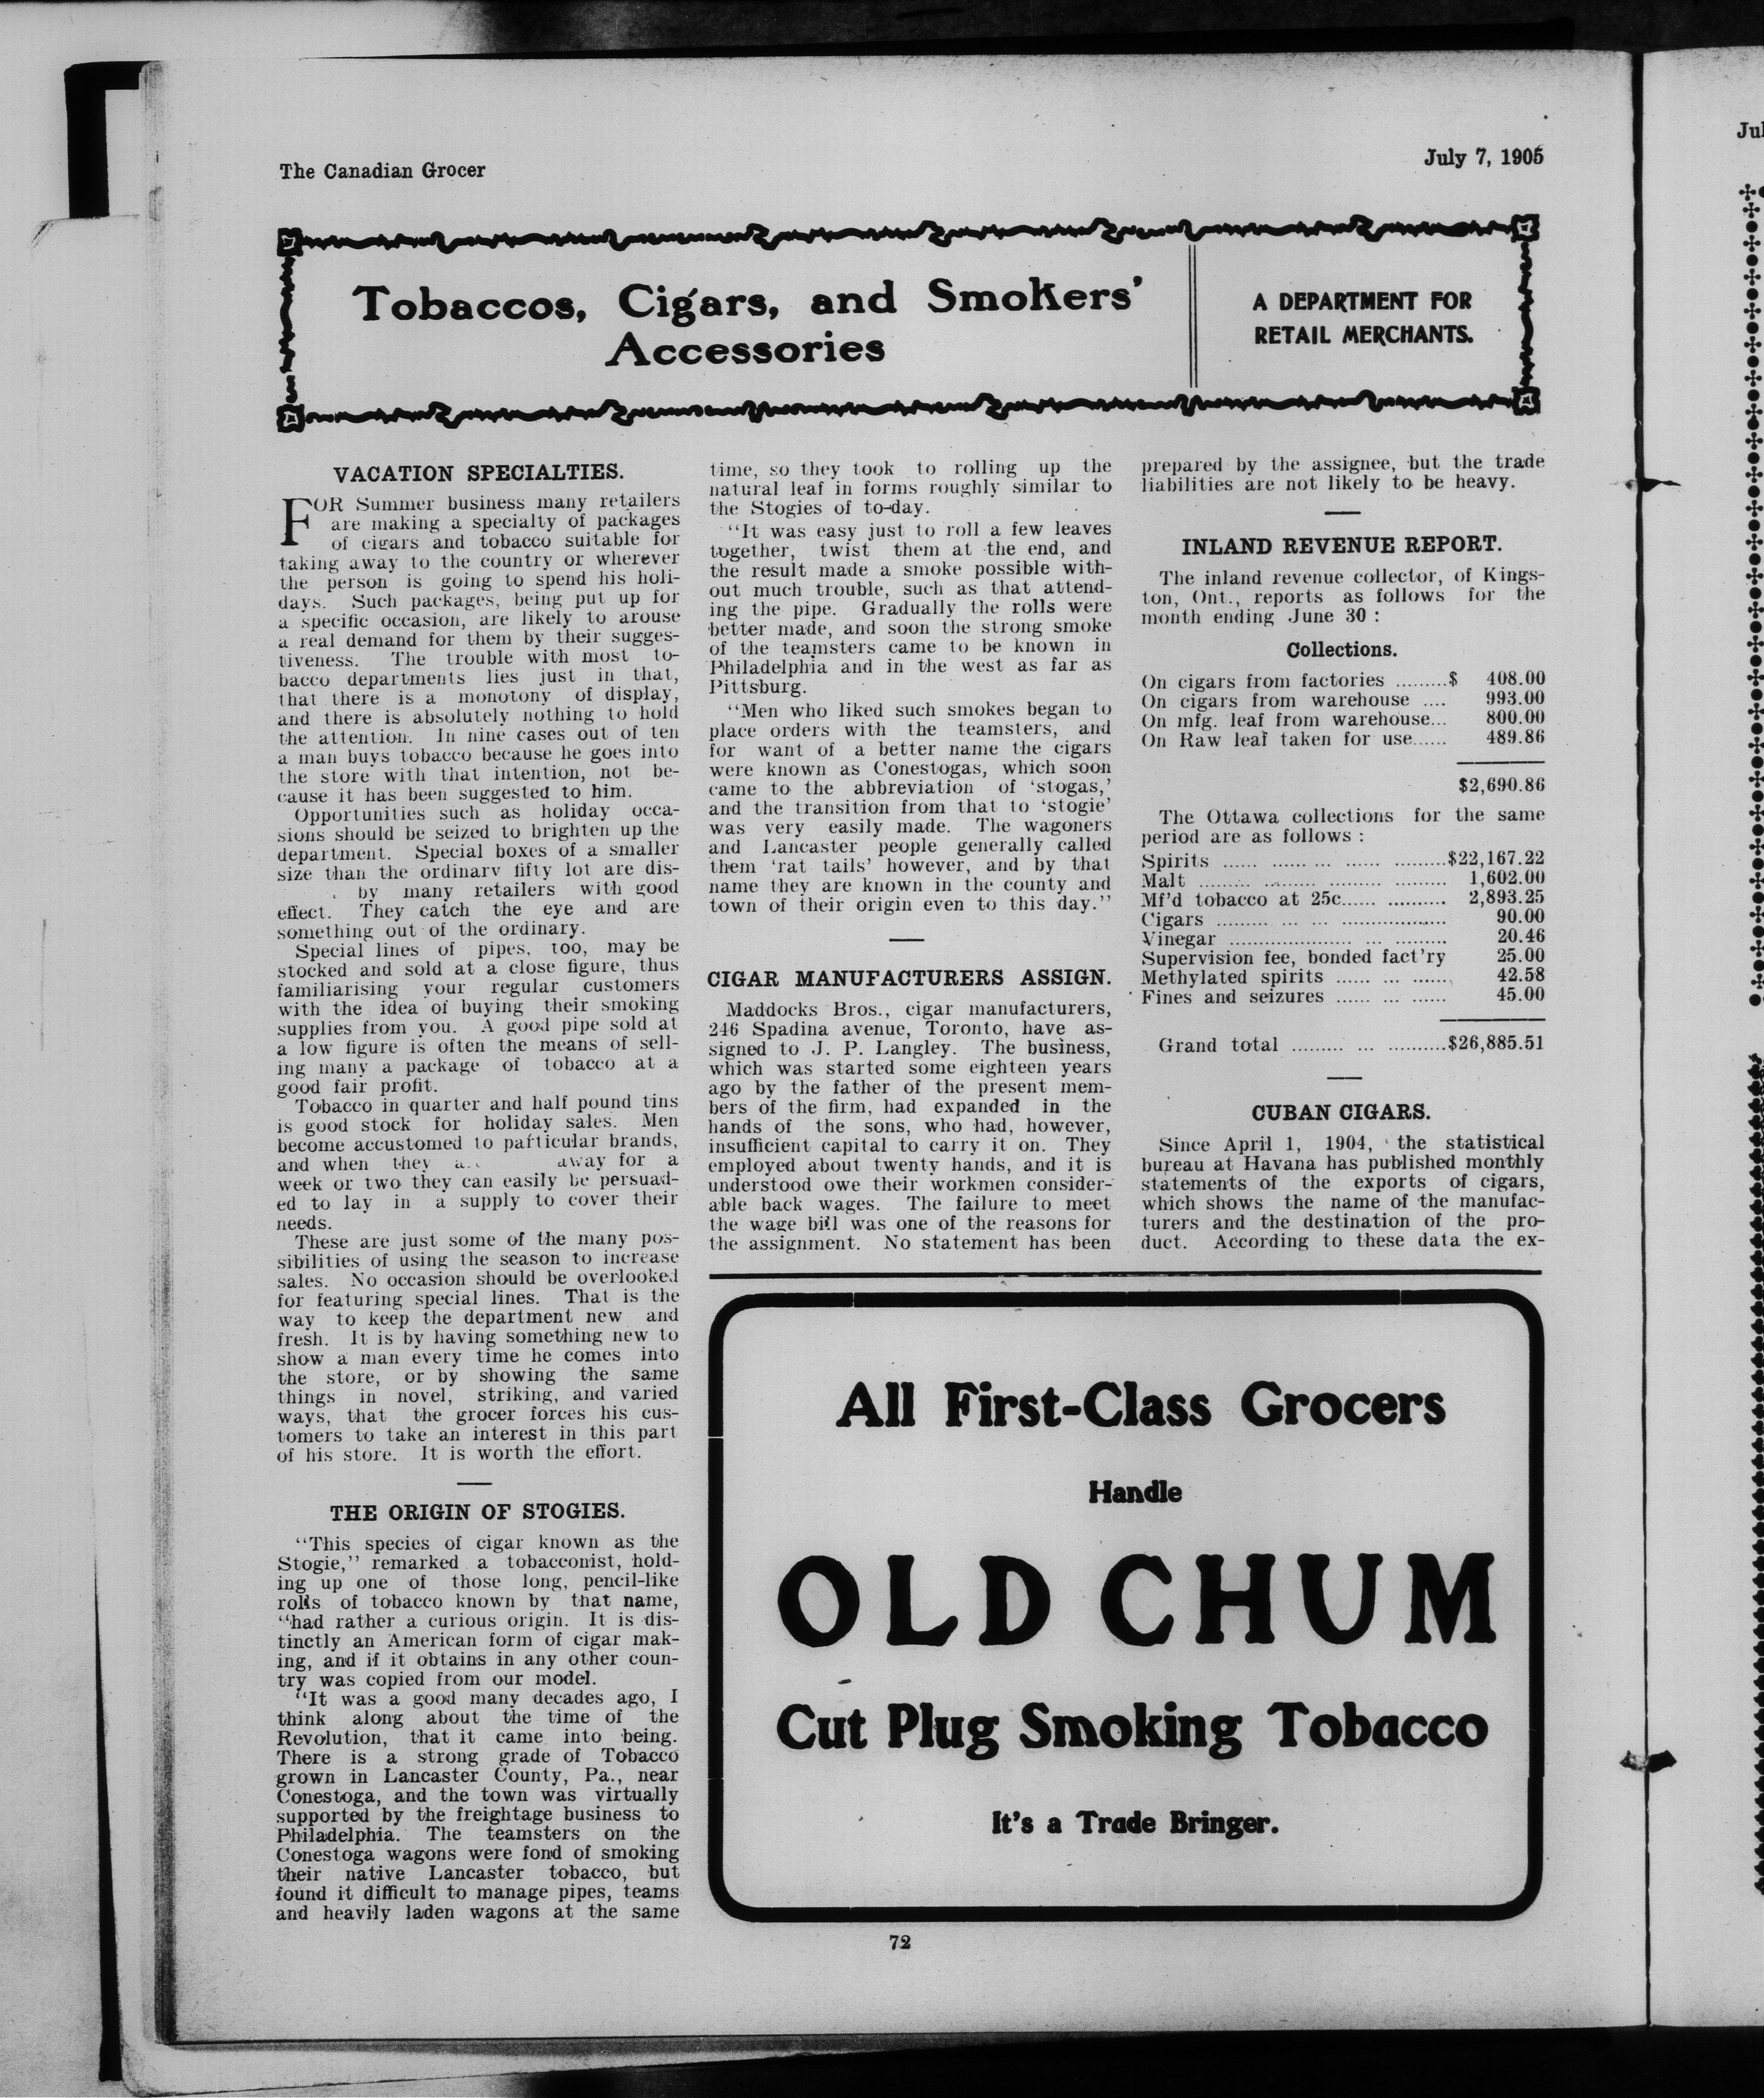 The Canadian Grocer
July 7, 1905
Tobaccos, Cigars, and Smokers'
Accessories
A DEPARTMENT FOR
RETAIL MERCHANTS.
VACATION SPECIALTIES.
FOR Summer business many retailers
are making a specialty of packages
of cigars and tobacco suitable for
taking away to the country or wherever
the person is going to spend his holi-
days. Such packages, being put up for
a specific occasion, are likely to arouse
a real demand for them by their sugges-
tiveness. The trouble with most to-
bacco departments lies just in that,
that there is a monotony of display,
and there is absolutely nothing to hold
the attention. In nine cases out of ten
a man buys tobacco because he goes into
the store with that intention, not be-
cause it has been suggested to him.
Opportunities such as holiday occa-
sions should be seized to brighten up the
department. Special boxes of a smaller
size than the ordinary fifty lot are dis-
by many retailers with good
effect. They catch the eye and are
something out of the ordinary.
Special lines of pipes, too, may be
stocked and sold at a close figure, thus
familiarising your regular customers
with the idea of buying their smoking
supplies from you. A good pipe sold at
a low figure is often the means of sell-
ing many a package of tobacco at a
good fair profit.
Tobacco in quarter and half pound tins
is good stock for holiday sales. Men
become accustomed to particular brands,
and when they away for a
week or two they can easily be persuad-
ed to lay in a supply to cover their
needs.
These are just some of the many pos-
sibilities of using the season to increase
sales. No occasion should be overlooked
for featuring special lines. That is the
way to keep the department new and
fresh. It is by having something new to
show a man every time he comes into
the store, or by showing the same
things in novel, striking, and varied
ways, that the grocer forces his cus-
tomers to take an interest in this part
of his store. It is worth the effort.
THE ORIGIN OF STOGIES.
"This species of cigar known as the
Stogie," remarked a tobacconist, hold-
ing up one of those long, pencil-like
rolls of tobacco known by that name,
"had rather a curious origin. It is dis-
tinctly an American form of cigar mak-
ing, and if it obtains in any other coun-
try was copied from our model.
"It was a good many decades ago, I
think along about the time of the
Revolution, that it came into being.
There is a strong grade of Tobacco
grown in Lancaster County, Pa., near
Conestoga, and the town was virtually
supported by the freightage business to
Philadelphia. The teamsters on the
Conestoga wagons were fond of smoking
their native Lancaster tobacco, but
found it difficult to manage pipes, teams
and heavily laden wagons at the same
time, so they took to rolling up the
natural leaf in forms roughly similar to
the Stogies of to-day.
"It was easy just to roll a few leaves
together, twist them at the end, and
the result made a smoke possible with-
out much trouble, such as that attend-
ing the pipe. Gradually the rolls were
better made, and soon the strong smoke
of the teamsters came to be known in
Philadelphia and in the west as far as
Pittsburg.
"Men who liked such smokes began to
place orders with the teamsters, and
for want of a better name the cigars
were known as Conestogas, which soon
came to the abbreviation of 'stogas,'
and the transition from that to 'stogie'
was very easily made. The wagoners
and Lancaster people generally called
them 'rat tails' however, and by that
name they are known in the county and
town of their origin even to this day."
CIGAR MANUFACTURERS ASSIGN.
Maddocks Bros., cigar manufacturers,
246 Spadina avenue, Toronto, have as-
signed to J. P. Langley. The business,
which was started some eighteen years
ago by the father of the present mem-
bers of the firm, had expanded in the
hands of the sons, who had, however,
insufficient capital to carry it on. They
employed about twenty hands, and it is
understood owe their workmen consider-
able back wages. The failure to meet
the wage bill was one of the reasons for
the assignment. No statement has been
prepared by the assignee, but the trade
liabilities are not likely to be heavy.
INLAND REVENUE REPORT.
The inland revenue collector, of Kings-
ton, Ont., reports as follows for the
month ending June 30 :
Collections.
On cigars from factories .........$ 408.00
On cigars from warehouse .... 993.00
On mfg. leaf from warehouse... 800.00
On Raw leaf taken for use...... 489.86
$2,690.86
The Ottawa collections for the same
period are as follows :
Spirits ...... ...... ... ...... .........$22,167.22
Malt ......... ......... ......... ......... 1,602.00
Mf'd tobacco at 25c...... .......... 2,893.25
Cigars ......... ... ... .................. 90.00
Vinegar ..................... ... ......... 20.46
Supervision fee, bonded fact'ry 25.00
Methylated spirits ...... ... ....... 42.58
Fines and seizures ...... ... ...... 45.00
Grand total ......... ... ..........$26,885.51
CUBAN CIGARS.
Since April 1, 1904, the statistical
bureau at Havana has published monthly
statements of the exports of cigars,
which shows the name of the manufac-
turers and the destination of the pro-
duct. According to these data the ex-
All First-Class Grocers
Handle
OLD CHUM
Cut Plug Smoking Tobacco
It's a Trade Bringer.
72
Jul